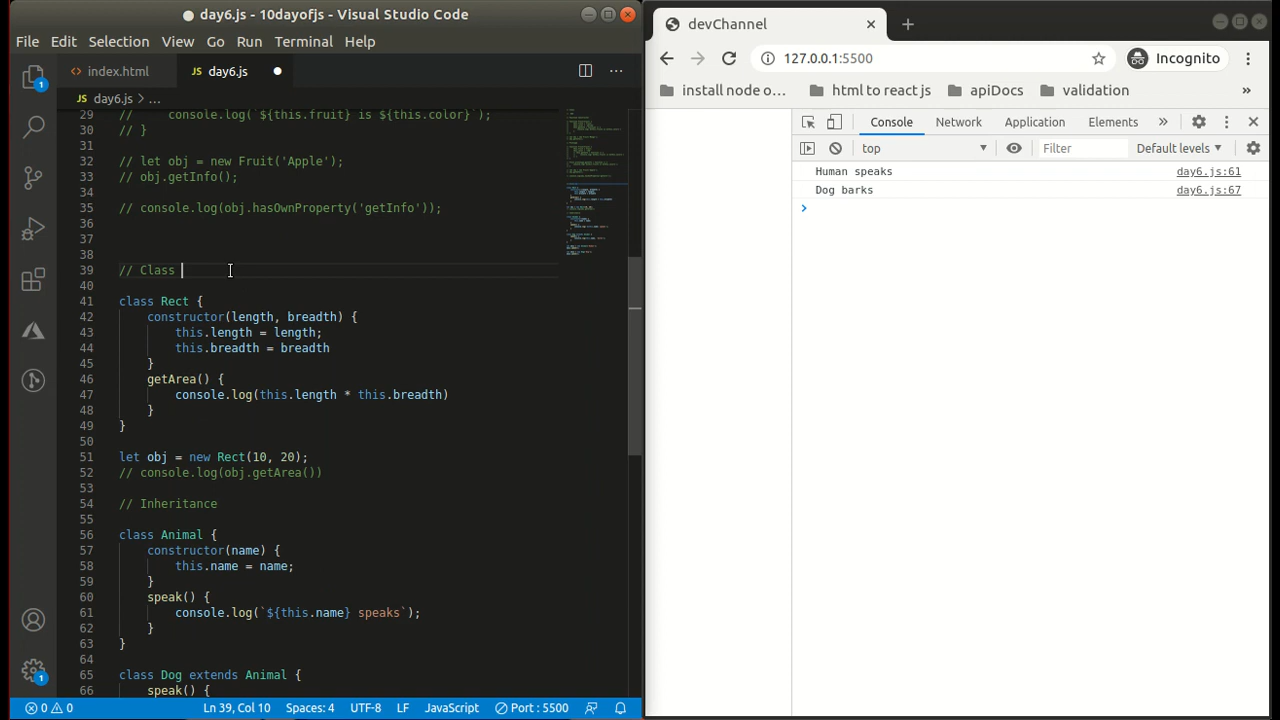 day6.js - 10dayofjs - Visual Studio Code
File Edit Selection View Go Run Terminal Help
index.html JS day6.js
JS day6.js > ...
29 //     console.log(`${this.fruit} is ${this.color}`);
30 // }
31
32 // let obj = new Fruit('Apple');
33 // obj.getInfo();
34
35 // console.log(obj.hasOwnProperty('getInfo'));
36
37
38
39 // Class
40
41 class Rect {
42     constructor(length, breadth) {
43         this.length = length;
44         this.breadth = breadth
45     }
46     getArea() {
47         console.log(this.length * this.breadth)
48     }
49 }
50
51 let obj = new Rect(10, 20);
52 // console.log(obj.getArea())
53
54 // Inheritance
55
56 class Animal {
57     constructor(name) {
58         this.name = name;
59     }
60     speak() {
61         console.log(`${this.name} speaks`);
62     }
63 }
64
65 class Dog extends Animal {
66     speak() {
1
1
0 0 Ln 39, Col 10 Spaces: 4 UTF-8 LF JavaScript Port : 5500
devChannel
127.0.0.1:5500 Incognito
install node o... html to react js apiDocs validation »
Console Network Application Elements »
top Filter Default levels
Human speaks day6.js:61
Dog barks day6.js:67